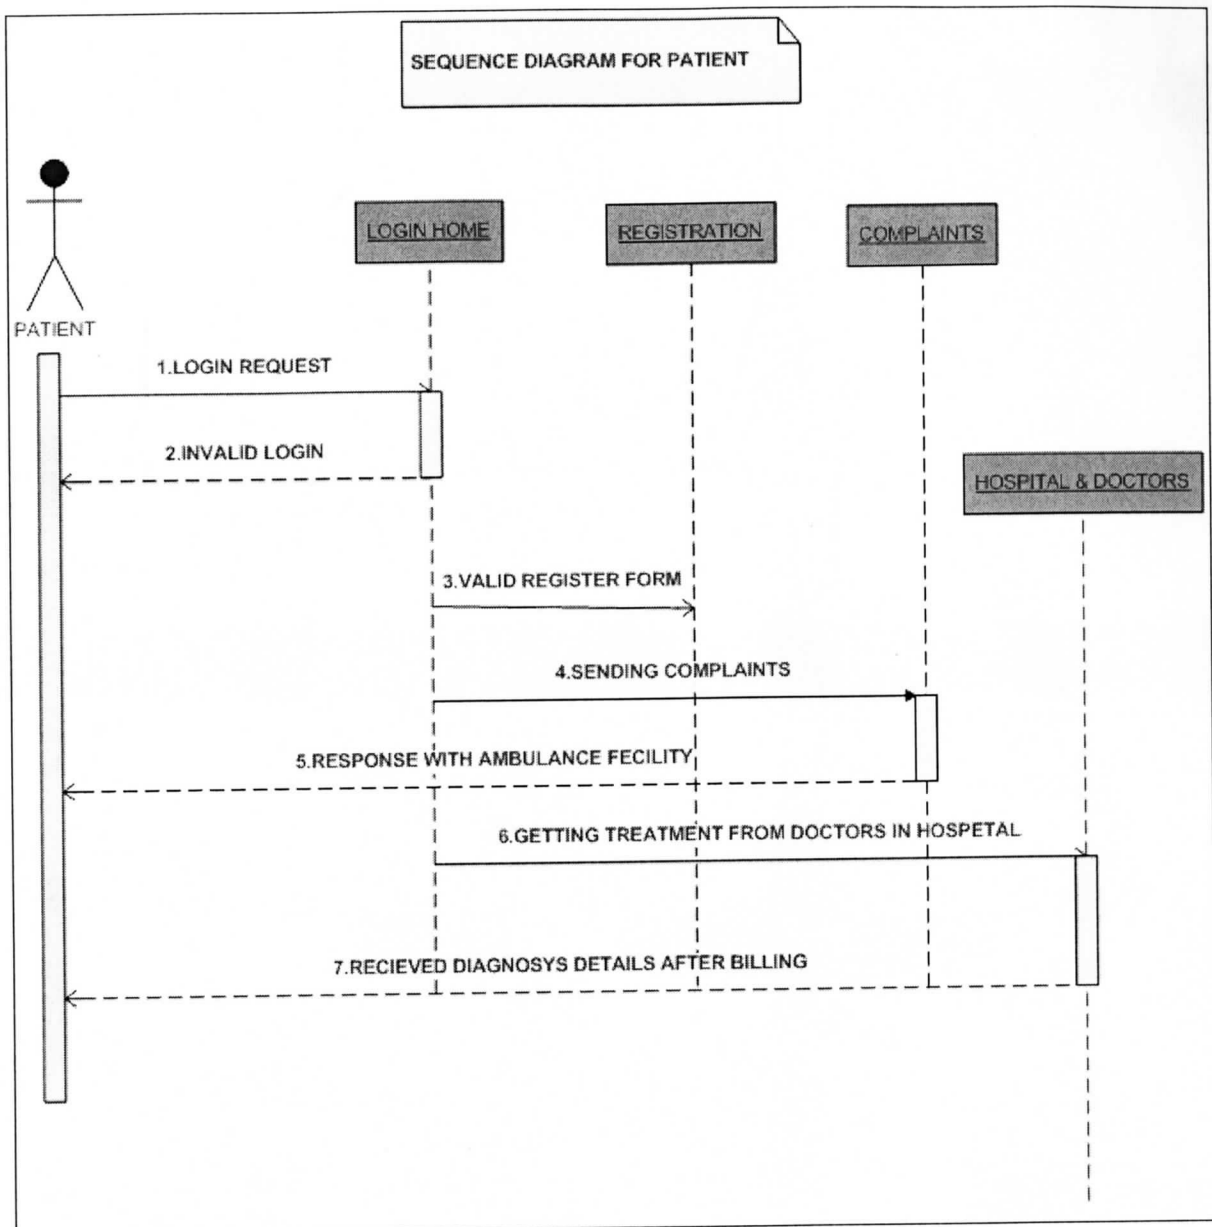 SEQUENCE DIAGRAM FOR PATIENT
LOGIN HOME
REGISTRATION
COMPLAINTS
PATIENT
1.LOGIN REQUEST
2.INVALID LOGIN
HOSPITAL & DOCTORS
3.VALID REGISTER FORM
4.SENDING COMPLAINTS
5.RESPONSE WITH AMBULANCE FECILITY
6.GETTING TREATMENT FROM DOCTORS IN HOSPETAL
7.RECIEVED DIAGNOSYS DETAILS AFTER BILLING